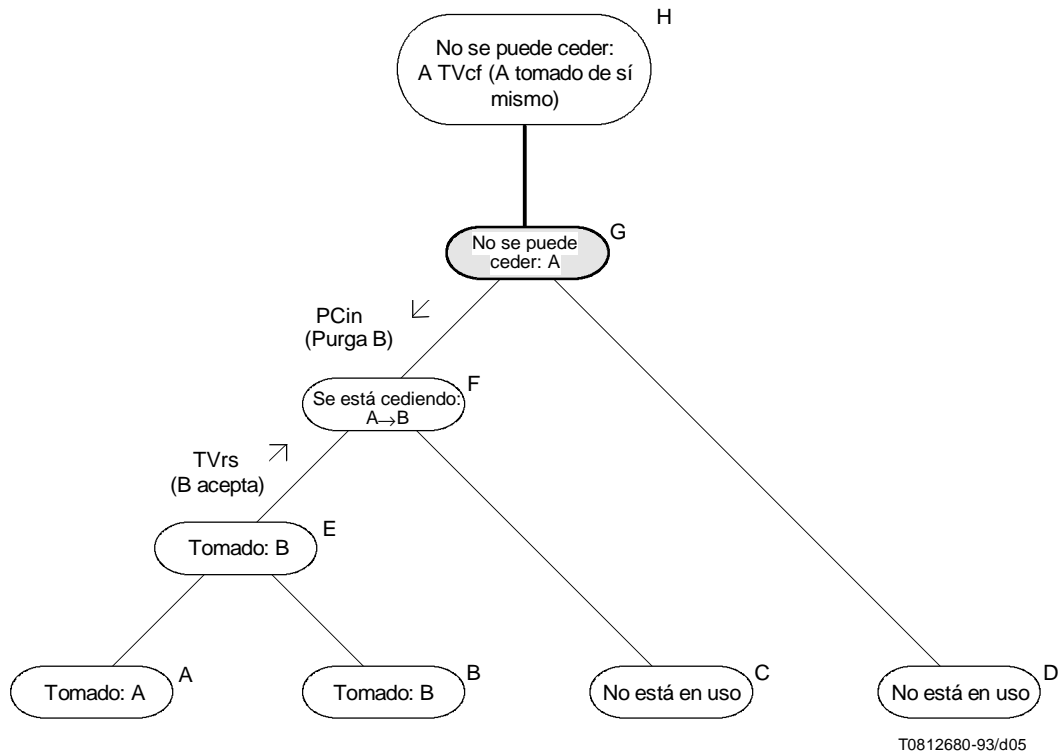 H
No se puede ceder:
A TVcf (A tomado de sí
mismo)
G
No se puede
ceder: A
PCin
(Purga B)
F
Se está cediendo:
A→B
TVrs
(B acepta)
E
Tomado: B
A
Tomado: A
B
Tomado: B
C
No está en uso
D
No está en uso
T0812680-93/d05